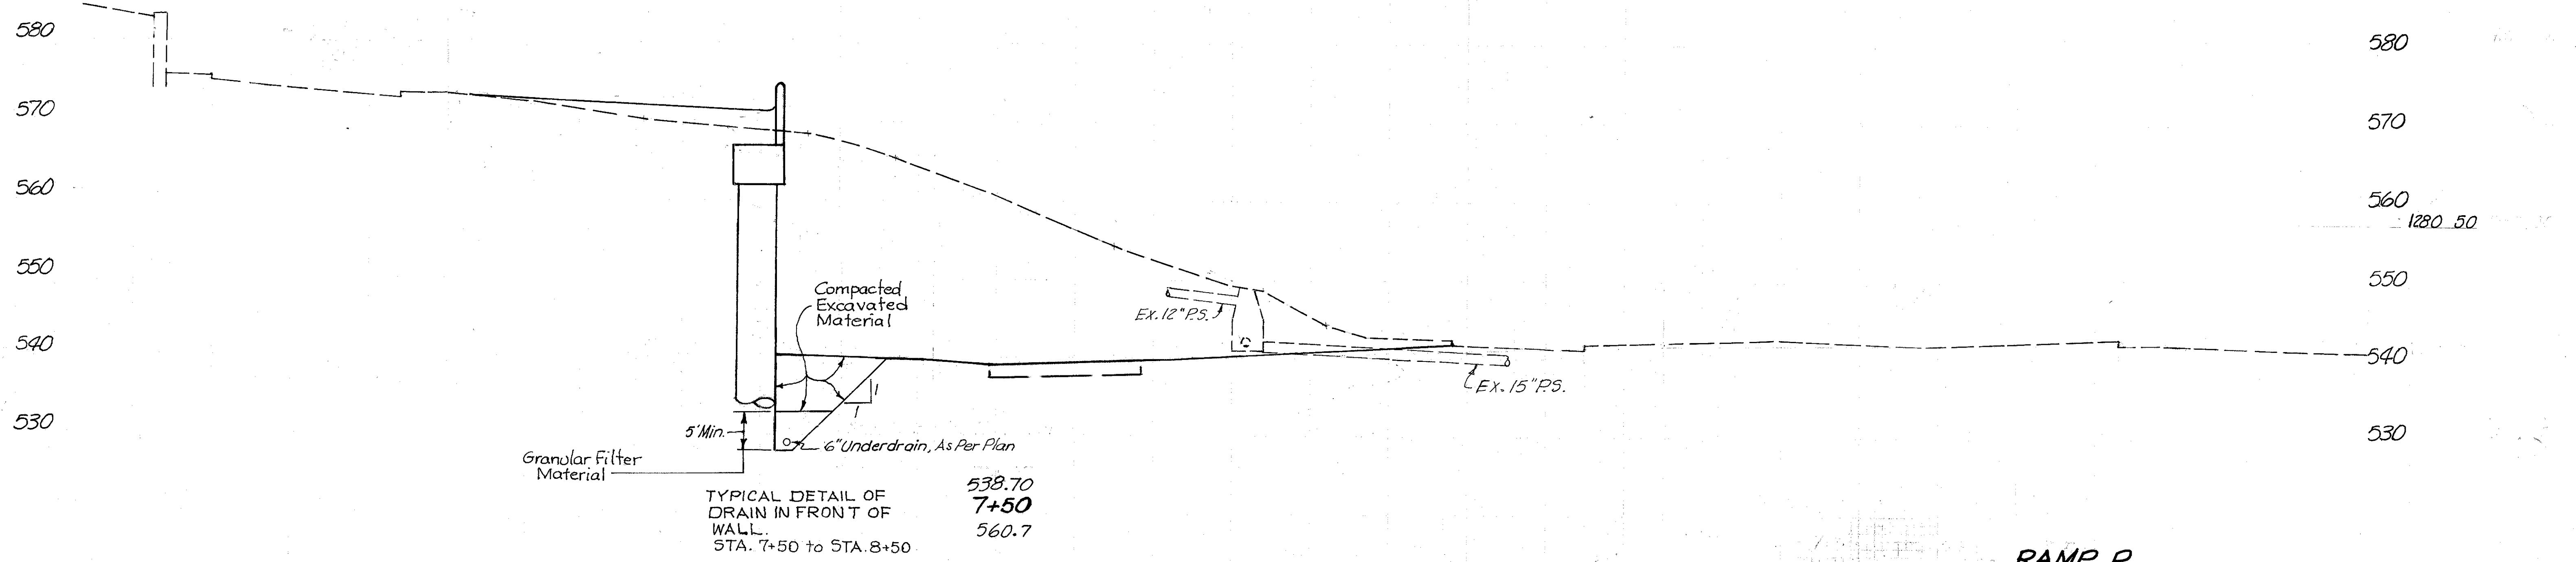 580
570
560
550
540
530
580
570
560
1280 50
550
540
530
Compacted
Excavated
Material
Ex. 12" P.S.
Ex. 15" P.S.
1
1
5' Min.
6" Underdrain, As Per Plan
Granular Filter
Material
TYPICAL DETAIL OF
DRAIN IN FRONT OF
WALL.
STA. 7+50 to STA. 8+50
538.70
7+50
560.7
RAMP